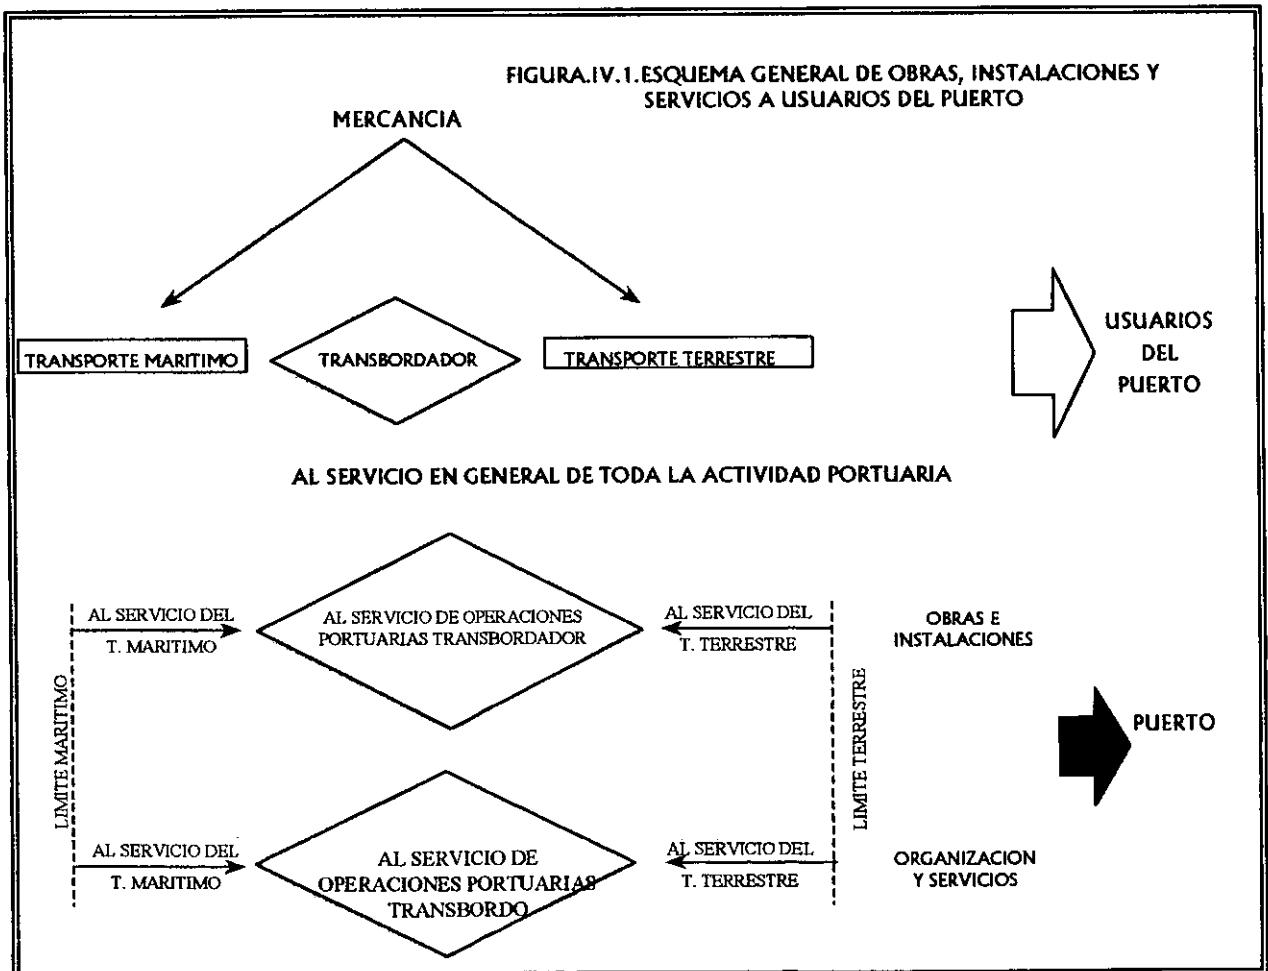 FIGURA.IV.1.ESQUEMA GENERAL DE OBRAS, INSTALACIONES Y
SERVICIOS A USUARIOS DEL PUERTO
MERCANCIA
TRANSPORTE MARITIMO
TRANSBORDADOR
TRANSPORTE TERRESTRE
USUARIOS
DEL
PUERTO
AL SERVICIO EN GENERAL DE TODA LA ACTIVIDAD PORTUARIA
LIMITE MARITIMO
AL SERVICIO DEL
T. MARITIMO
AL SERVICIO DE OPERACIONES
PORTUARIAS TRANSBORDADOR
AL SERVICIO DEL
T. TERRESTRE
LIMITE TERRESTRE
OBRAS E
INSTALACIONES
PUERTO
AL SERVICIO DEL
T. MARITIMO
AL SERVICIO DE
OPERACIONES PORTUARIAS
TRANSBORDO
AL SERVICIO DEL
T. TERRESTRE
ORGANIZACION
Y SERVICIOS